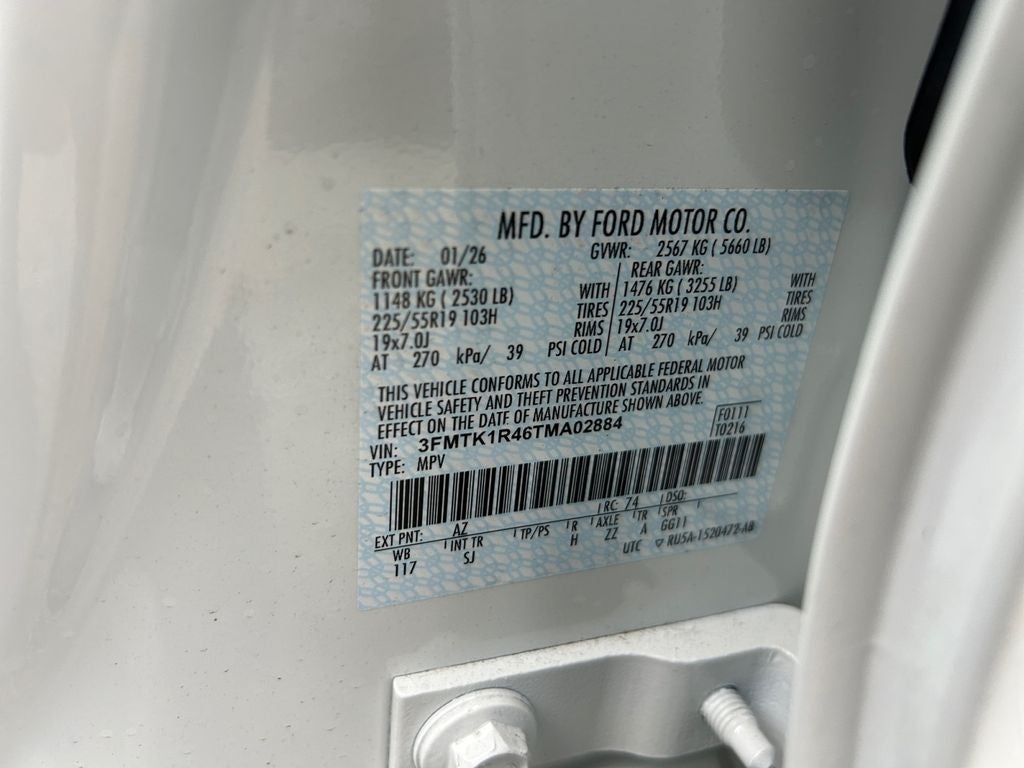 MFD. BY FORD MOTOR CO.
DATE: 01/26 GVWR: 2567 KG ( 5660 LB)
FRONT GAWR: REAR GAWR:
1148 KG ( 2530 LB) WITH 1476 KG ( 3255 LB) WITH
225/55R19 103H TIRES 225/55R19 103H TIRES
19x7.0J RIMS 19x7.0J RIMS
AT 270 kPa/ 39 PSI COLD AT 270 kPa/ 39 PSI COLD
THIS VEHICLE CONFORMS TO ALL APPLICABLE FEDERAL MOTOR
VEHICLE SAFETY AND THEFT PREVENTION STANDARDS IN
EFFECT ON THE DATE OF MANUFACTURE SHOWN ABOVE.
VIN: 3FMTK1R46TMA02884 F0111
TYPE: MPV T0216
EXT PNT: AZ RC: 74 DSO:
WB INT TR TP/PS R AXLE TR SPR
117 SJ H ZZ A GG11
UTC ▽ RU5A-1520472-AB